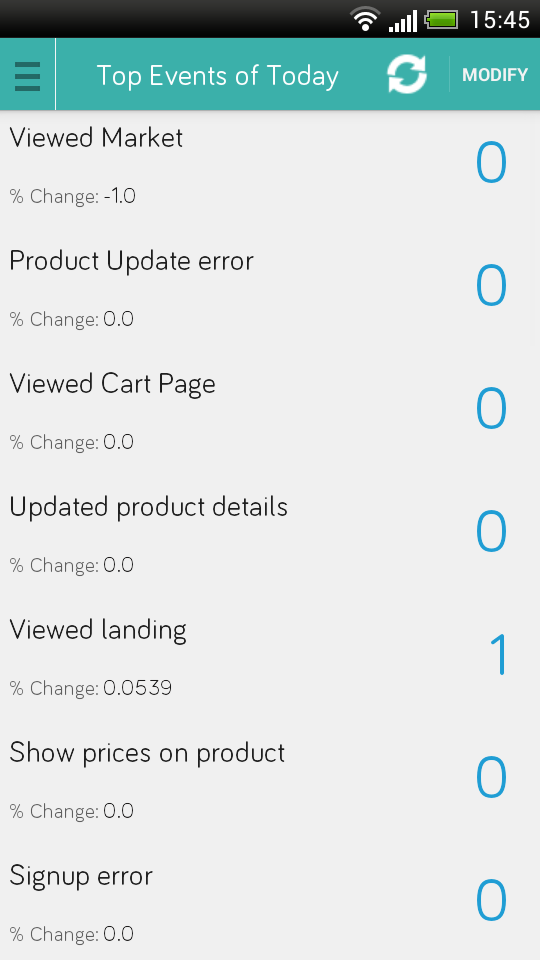 15:45
Top Events of Today
MODIFY
Viewed Market
0
% Change: -1.0
Product Update error
0
% Change: 0.0
Viewed Cart Page
0
% Change: 0.0
Updated product details
0
% Change: 0.0
Viewed landing
1
% Change: 0.0539
Show prices on product
0
% Change: 0.0
Signup error
0
% Change: 0.0